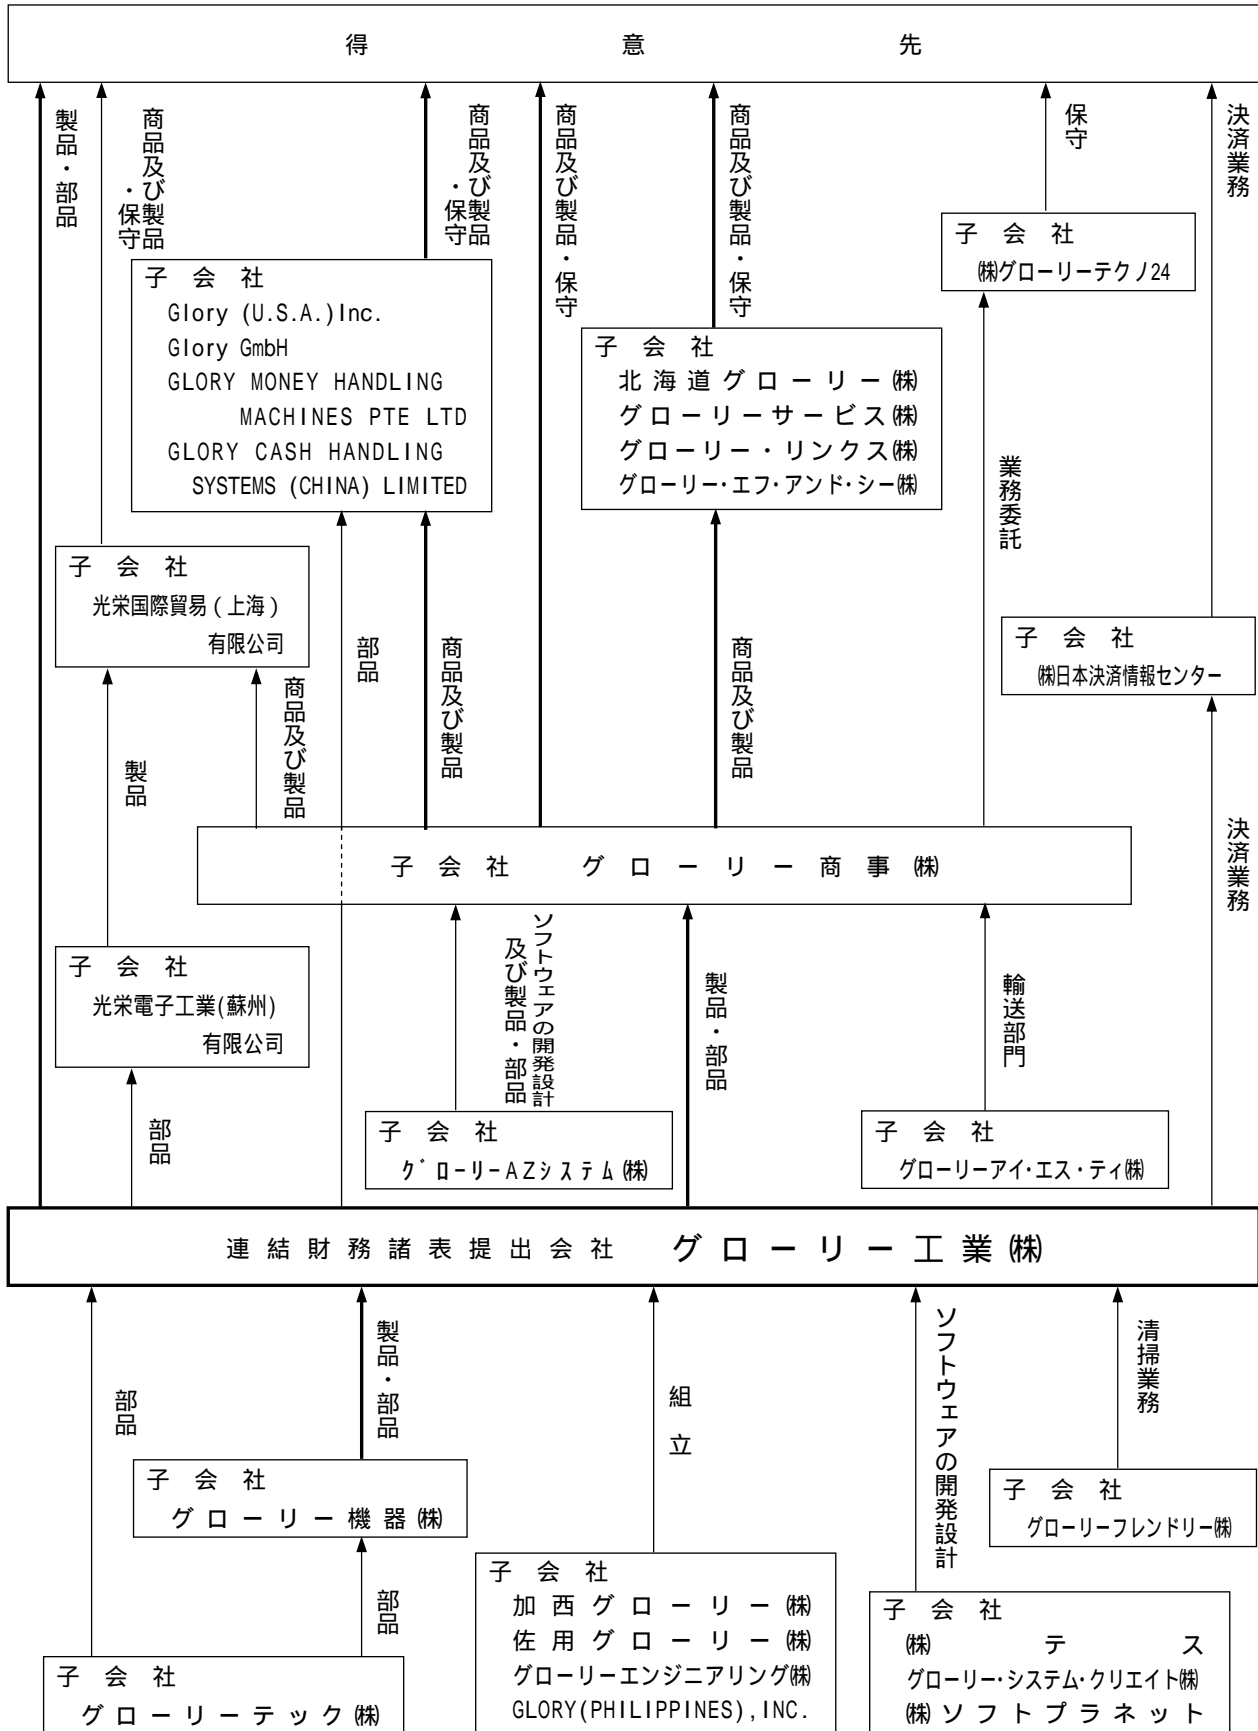 得意先
製品・部品
商品及び製品
・保守
商品及び製品
・保守
商品及び製品・保守
商品及び製品・保守
保守
決済業務
子会社
㈱グローリーテクノ24
子会社
Glory (U.S.A.)Inc.
Glory GmbH
GLORY MONEY HANDLING
MACHINES PTE LTD
GLORY CASH HANDLING
SYSTEMS (CHINA) LIMITED
子会社
北海道グローリー㈱
グローリーサービス㈱
グローリー・リンクス㈱
グローリー・エフ・アンド・シー㈱
業務委託
子会社
光栄国際貿易(上海)
有限公司
子会社
㈱日本決済情報センター
製品
商品及び製品
部品
商品及び製品
商品及び製品
決済業務
子会社 グローリー商事㈱
子会社
光栄電子工業(蘇州)
有限公司
ソフトウェアの開発設計
及び製品・部品
製品・部品
輸送部門
部品
子会社
グローリーAZシステム㈱
子会社
グローリーアイ・エス・ティ㈱
連結財務諸表提出会社 グローリー工業㈱
部品
製品・部品
組立
ソフトウェアの開発設計
清掃業務
子会社
グローリー機器㈱
子会社
グローリーフレンドリー㈱
部品
子会社
加西グローリー㈱
佐用グローリー㈱
グローリーエンジニアリング㈱
GLORY(PHILIPPINES),INC.
子会社
㈱テス
グローリー・システム・クリエイト㈱
㈱ソフトプラネット
子会社
グローリーテック㈱